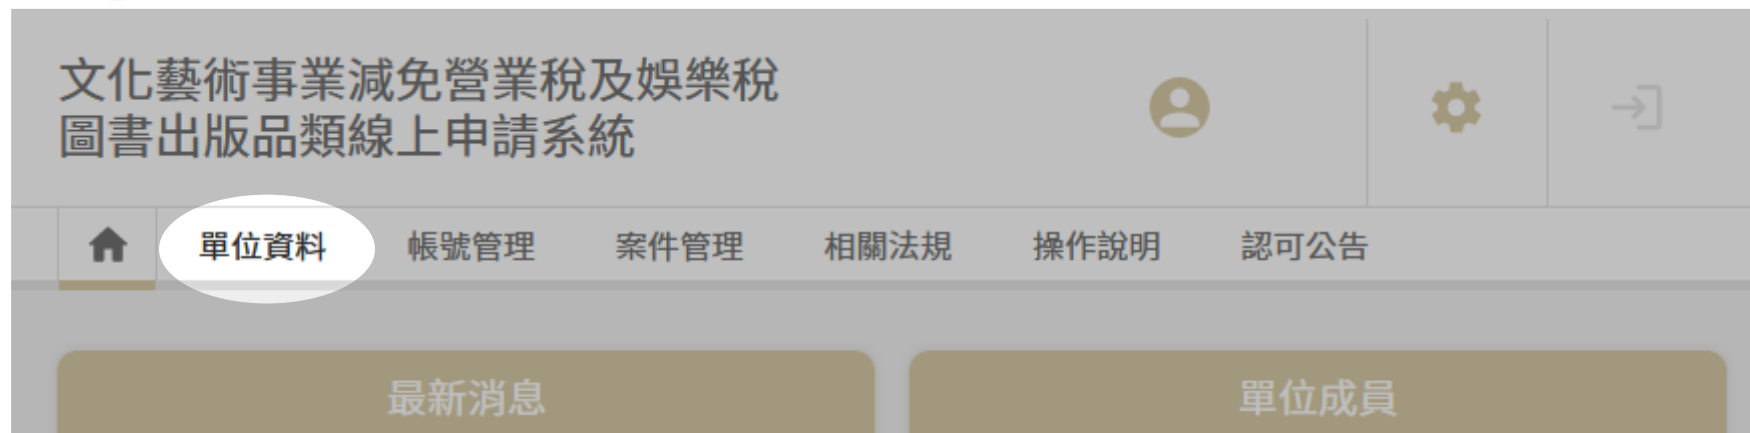 文化藝術事業減免營業稅及娛樂稅
圖書出版品類線上申請系統
單位資料 帳號管理 案件管理 相關法規 操作說明 認可公告
最新消息 單位成員